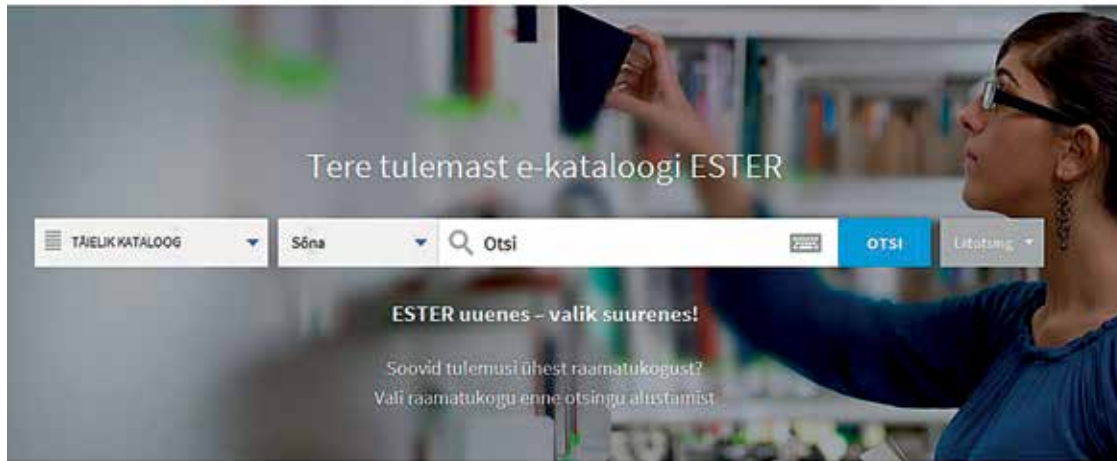 Tere tulemast e-kataloogi ESTER
TÄIELIK KATALOOG Sõna Otsi OTSI Liitotsing
ESTER uuenes – valik suurenes!
Soovid tulemusi ühest raamatukogust?
Vali raamatukogu enne otsingu alustamist